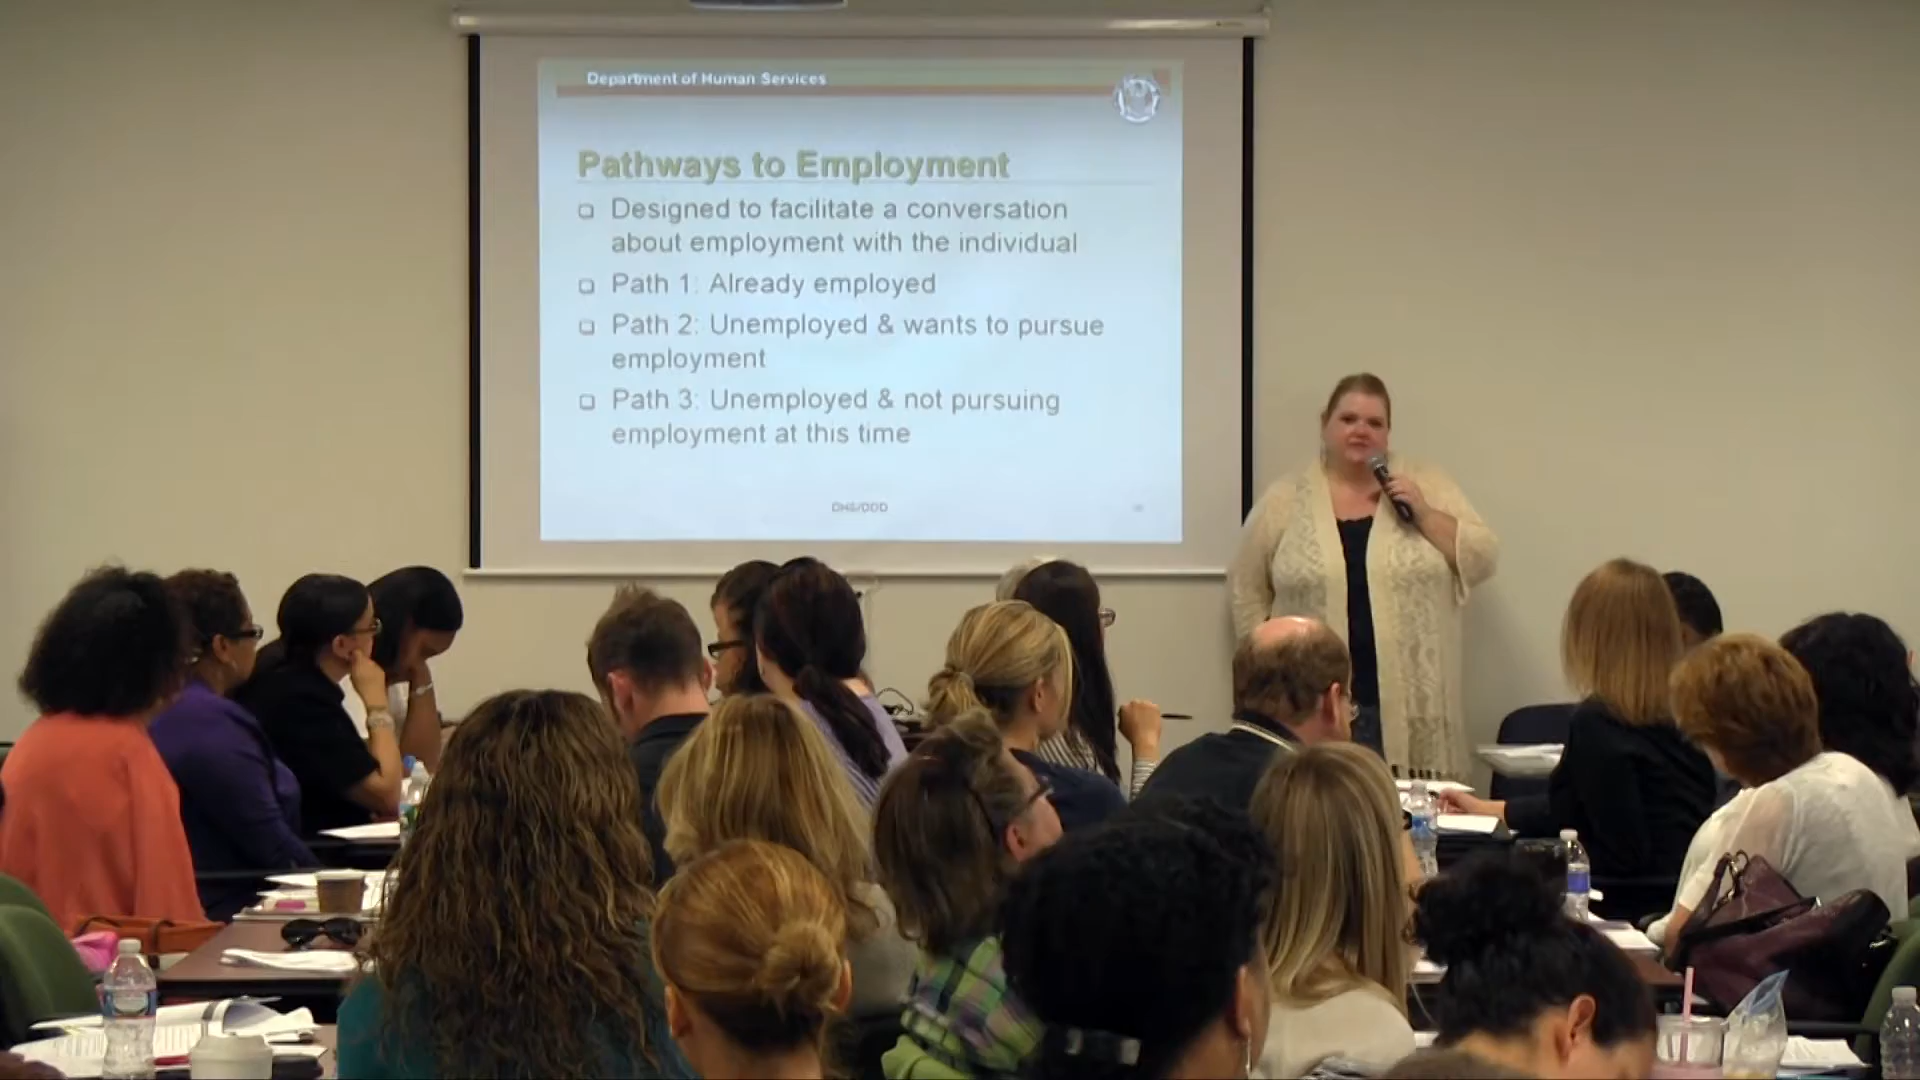 Department of Human Services
Pathways to Employment
Designed to facilitate a conversation
about employment with the individual
Path 1: Already employed
Path 2: Unemployed & wants to pursue
employment
Path 3: Unemployed & not pursuing
employment at this time
DHS/DDD